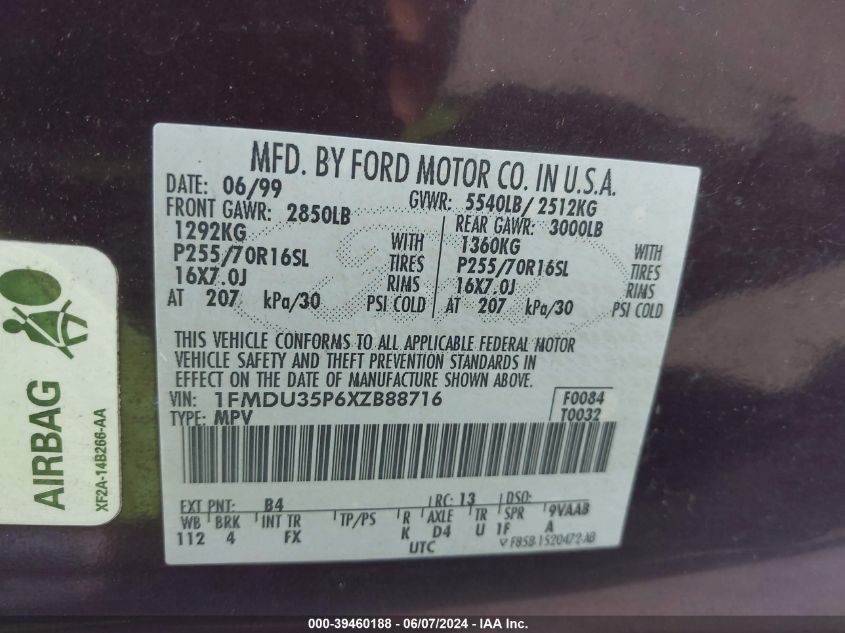 MFD. BY FORD MOTOR CO. IN U.S.A.
DATE: 06/99 GVWR: 5540LB/2512KG
FRONT GAWR: 2850LB REAR GAWR: 3000LB
1292KG WITH 1360KG WITH
P255/70R16SL TIRES P255/70R16SL TIRES
16X7.0J RIMS 16X7.0J RIMS
AT 207 kPa/30 PSI COLD AT 207 kPa/30 PSI COLD
THIS VEHICLE CONFORMS TO ALL APPLICABLE FEDERAL MOTOR
VEHICLE SAFETY AND THEFT PREVENTION STANDARDS IN
EFFECT ON THE DATE OF MANUFACTURE SHOWN ABOVE.
VIN: 1FMDU35P6XZB88716 F0084
TYPE: MPV T0032
EXT PNT: B4 RC: 13 DSO:
WB BRK INT TR TP/PS R AXLE TR SPR 9VAAB
112 4 FX K D4 U 1F A
UTC F85B-1520472-AB
AIRBAG
XF2A-14B266-AA
000-39460188 - 06/07/2024 - IAA Inc.